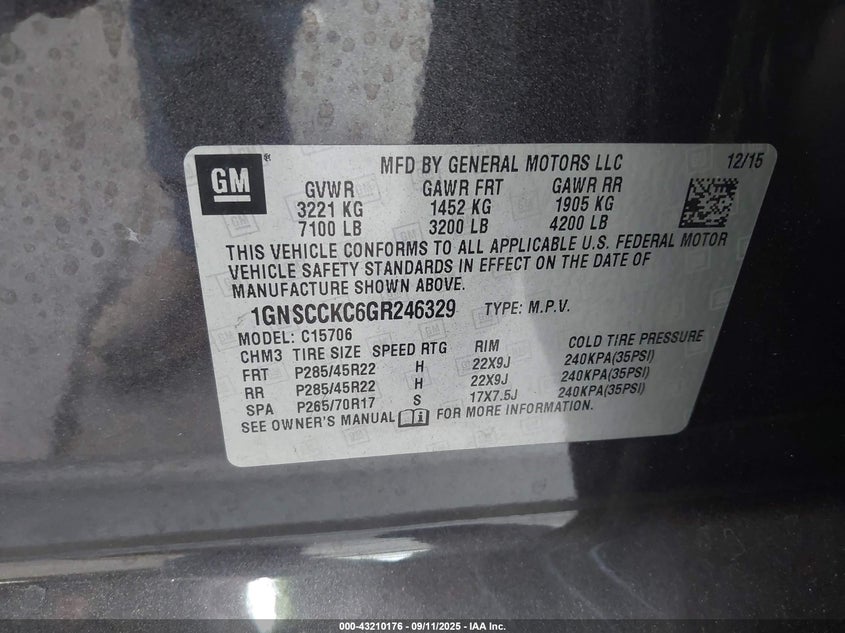 GM
MFD BY GENERAL MOTORS LLC 12/15
GVWR GAWR FRT GAWR RR
3221 KG 1452 KG 1905 KG
7100 LB 3200 LB 4200 LB
THIS VEHICLE CONFORMS TO ALL APPLICABLE U.S. FEDERAL MOTOR
VEHICLE SAFETY STANDARDS IN EFFECT ON THE DATE OF
MANUFACTURE SHOWN ABOVE.
1GNSCCKC6GR246329 TYPE: M.P.V.
MODEL: C15706
CHM3 TIRE SIZE SPEED RTG RIM COLD TIRE PRESSURE
FRT P285/45R22 H 22X9J 240KPA(35PSI)
RR P285/45R22 H 22X9J 240KPA(35PSI)
SPA P265/70R17 S 17X7.5J 240KPA(35PSI)
SEE OWNER'S MANUAL FOR MORE INFORMATION.
000-43210176 - 09/11/2025 - IAA Inc.